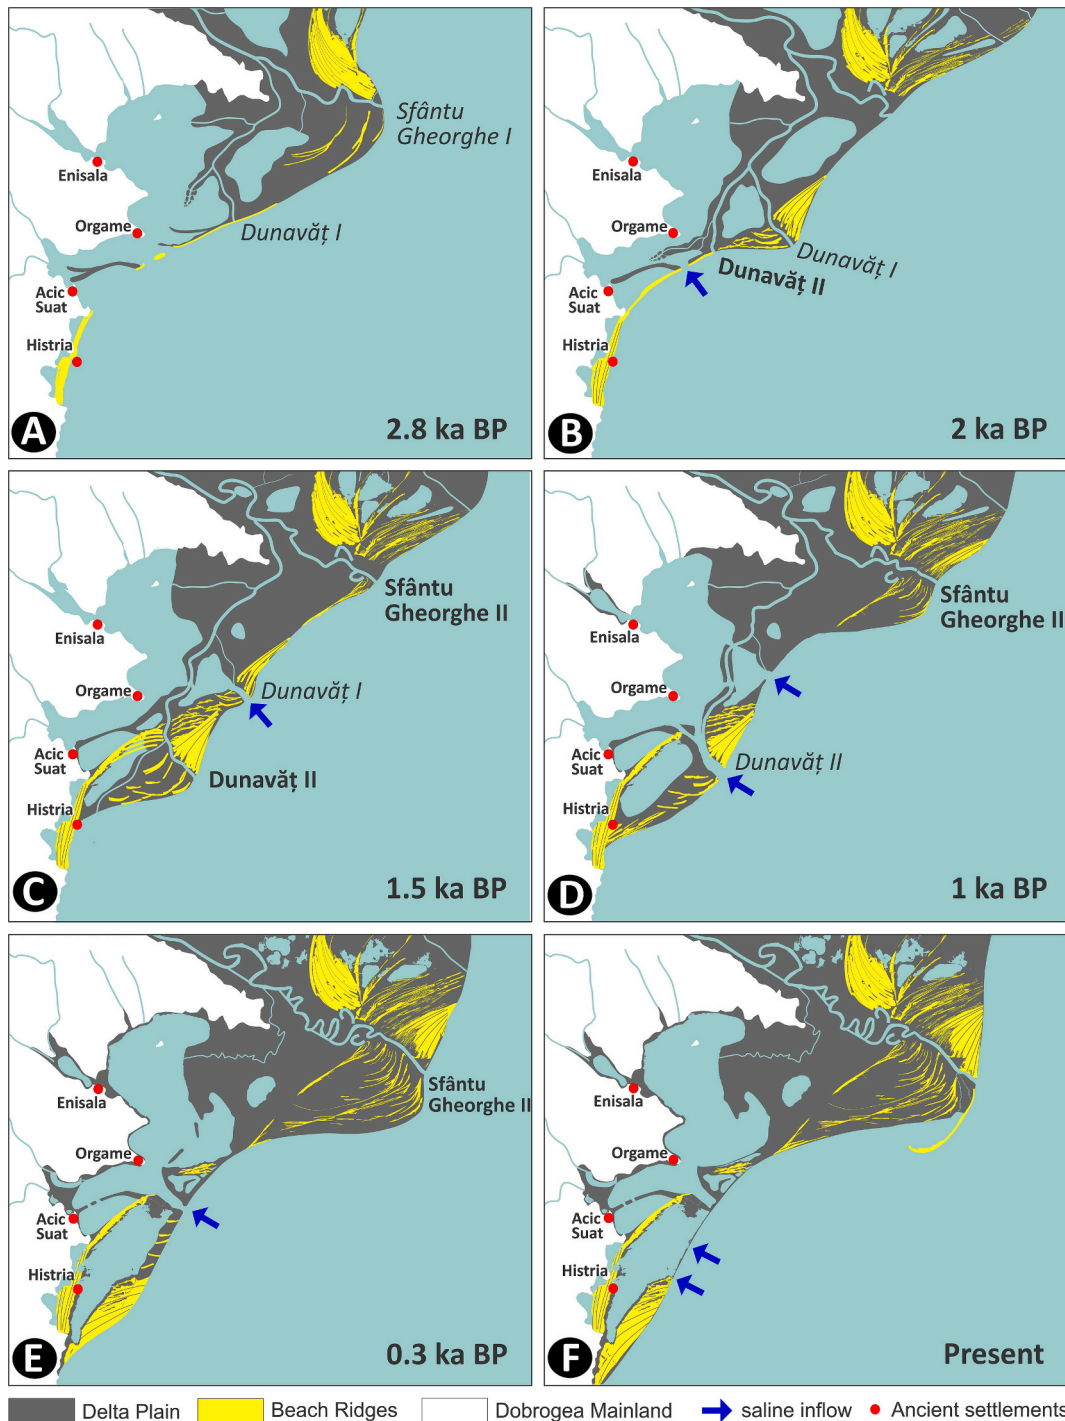 Sfântu
Gheorghe I
Enisala
Orgame
Dunavăț I
Acic
Suat
Histria
A
2.8 ka BP
Enisala
Orgame
Dunavăț I
Dunavăț II
Acic
Suat
Histria
B
2 ka BP
Sfântu
Gheorghe II
Enisala
Orgame
Dunavăț I
Acic
Suat
Dunavăț II
Histria
C
1.5 ka BP
Sfântu
Gheorghe II
Enisala
Orgame
Acic
Suat
Dunavăț II
Histria
D
1 ka BP
Sfântu
Gheorghe II
Enisala
Orgame
Acic
Suat
Histria
E
0.3 ka BP
Enisala
Orgame
Acic
Suat
Histria
F
Present
Delta Plain
Beach Ridges
Dobrogea Mainland
saline inflow
Ancient settlements